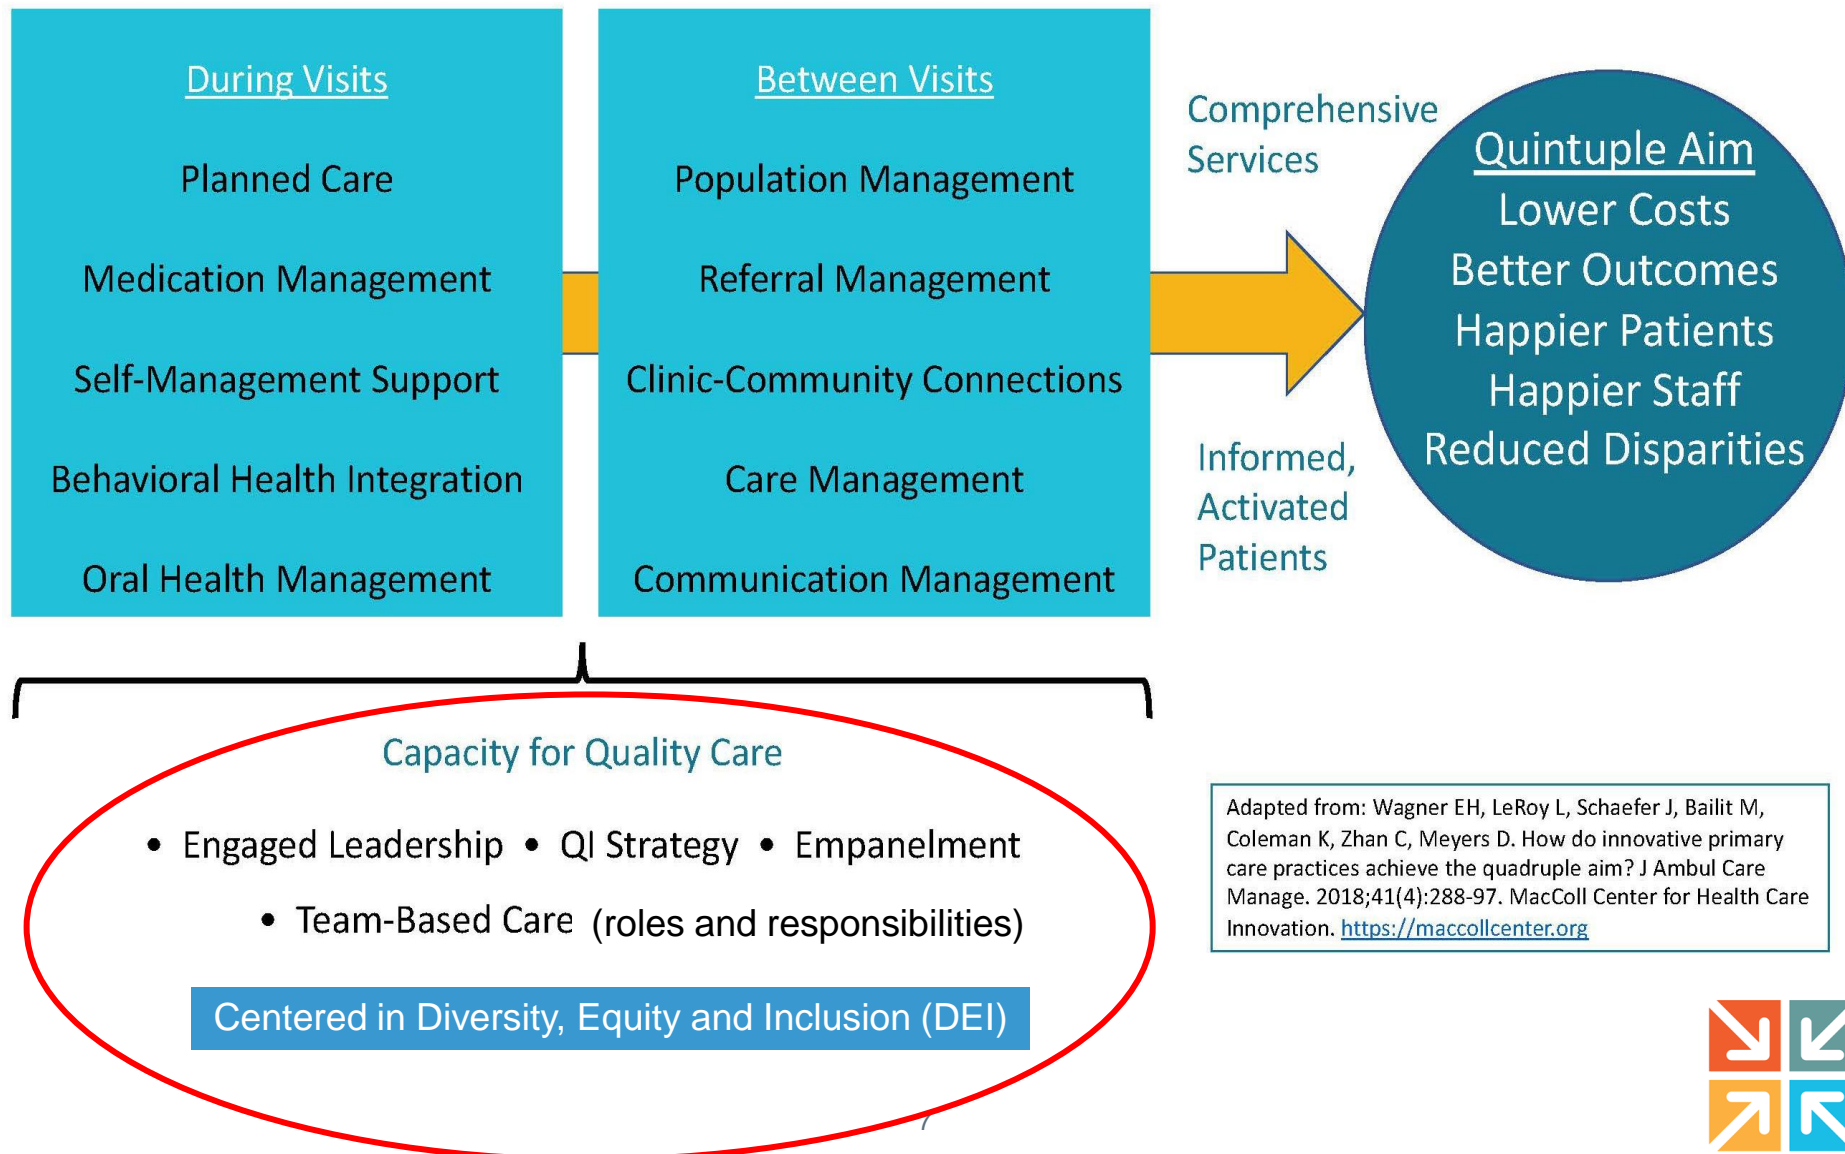 During Visits
Planned Care
Medication Management
Self-Management Support
Behavioral Health Integration
Oral Health Management
Between Visits
Population Management
Referral Management
Clinic-Community Connections
Care Management
Communication Management
Comprehensive
Services
Informed,
Activated
Patients
Quintuple Aim
Lower Costs
Better Outcomes
Happier Patients
Happier Staff
Reduced Disparities
Capacity for Quality Care
• Engaged Leadership • QI Strategy • Empanelment
• Team-Based Care (roles and responsibilities)
Centered in Diversity, Equity and Inclusion (DEI)
Adapted from: Wagner EH, LeRoy L, Schaefer J, Bailit M,
Coleman K, Zhan C, Meyers D. How do innovative primary
care practices achieve the quadruple aim? J Ambul Care
Manage. 2018;41(4):288-97. MacColl Center for Health Care
Innovation. https://maccollcenter.org
7